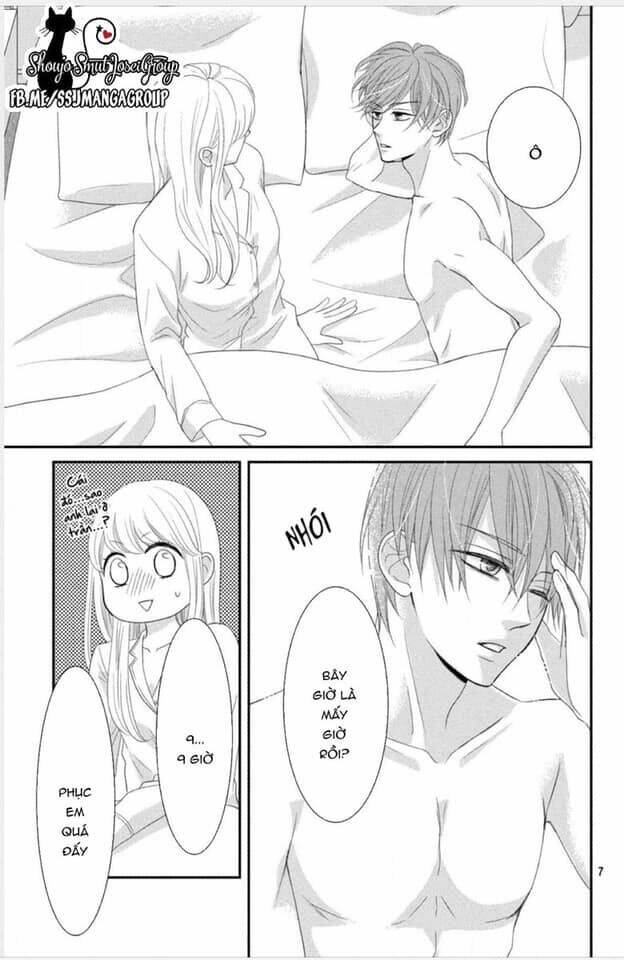 Shoujo Smut Josei Group
FB.ME/SSJMANGAGROUP
Ô
NHÓI
BÂY
GIỜ LÀ
MẤY
GIỜ
RỒI?
Cái
đó...sao
anh lại ở
trần...?
9...
9 GIỜ
PHỤC
EM
QUÁ
ĐẤY
7